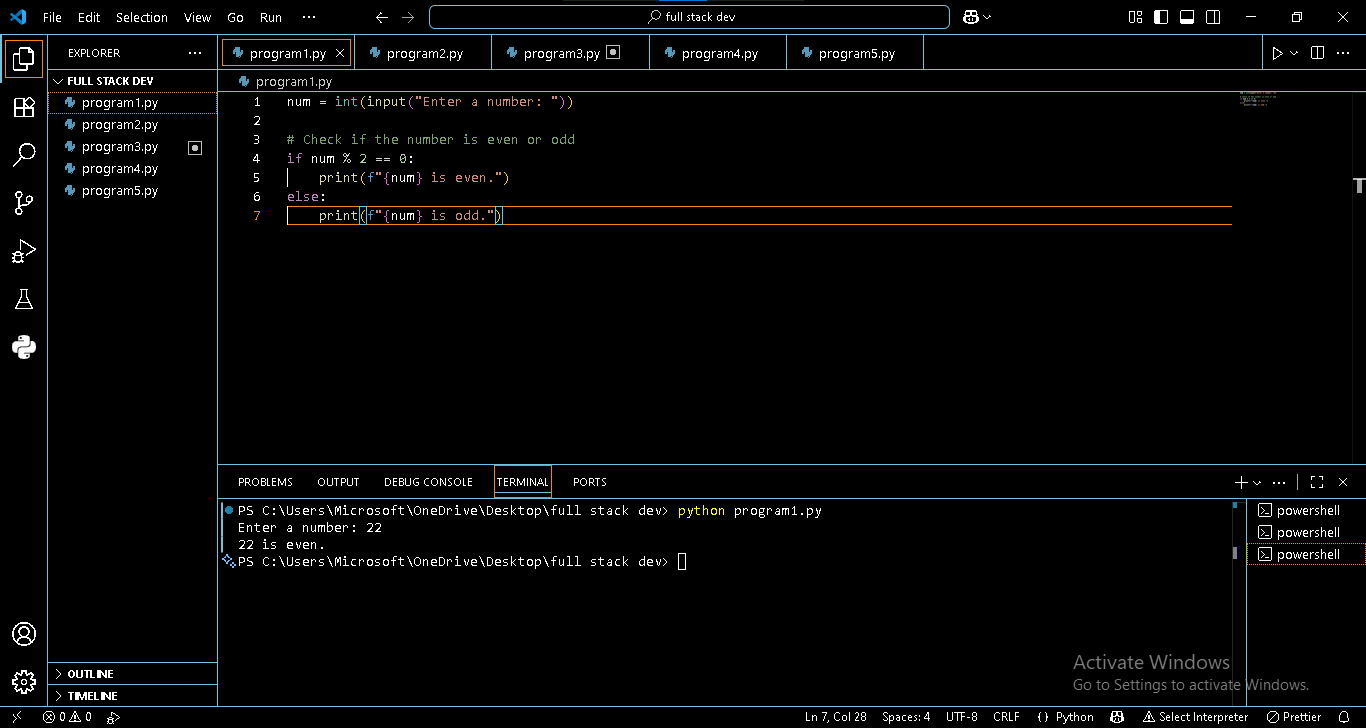 File Edit Selection View Go Run ··· full stack dev
EXPLORER ···
FULL STACK DEV
program1.py
program2.py
program3.py
program4.py
program5.py
OUTLINE
TIMELINE
program1.py program2.py program3.py program4.py program5.py
program1.py
1 num = int(input("Enter a number: "))
2
3 # Check if the number is even or odd
4 if num % 2 == 0:
5     print(f"{num} is even.")
6 else:
7     print(f"{num} is odd.")
PROBLEMS OUTPUT DEBUG CONSOLE TERMINAL PORTS
PS C:\Users\Microsoft\OneDrive\Desktop\full stack dev> python program1.py
Enter a number: 22
22 is even.
PS C:\Users\Microsoft\OneDrive\Desktop\full stack dev>
powershell
powershell
powershell
Activate Windows
Go to Settings to activate Windows.
0 0 Ln 7, Col 28 Spaces: 4 UTF-8 CRLF {} Python Select Interpreter Prettier